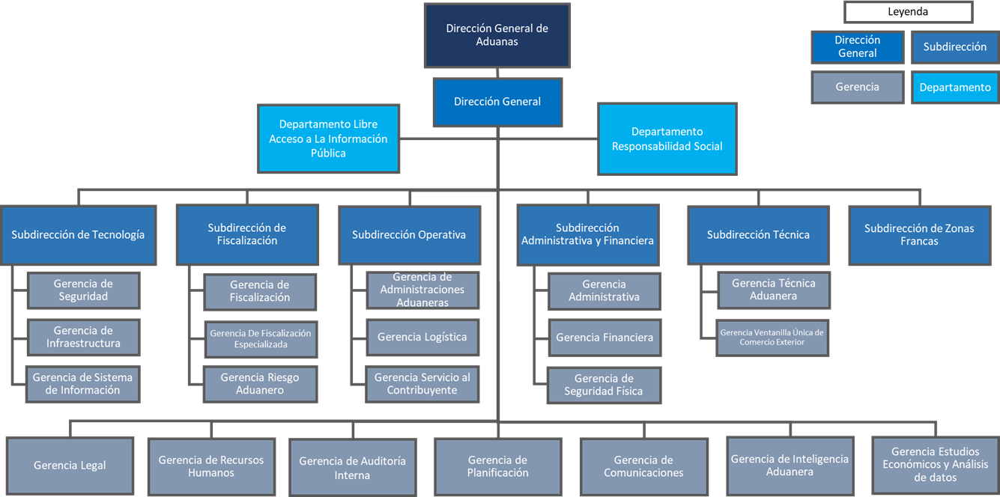 Leyenda
Dirección
General
Subdirección
Gerencia
Departamento
Dirección General de
Aduanas
Dirección General
Departamento Libre
Acceso a La Información
Pública
Departamento
Responsabilidad Social
Subdirección de Tecnología
Subdirección de
Fiscalización
Subdirección Operativa
Subdirección
Administrativa y Financiera
Subdirección Técnica
Subdirección de Zonas
Francas
Gerencia de
Seguridad
Gerencia de
Infraestructura
Gerencia de Sistema
de Información
Gerencia de
Fiscalización
Gerencia De Fiscalización
Especializada
Gerencia Riesgo
Aduanero
Gerencia de
Administraciones
Aduaneras
Gerencia Logística
Gerencia Servicio al
Contribuyente
Gerencia
Administrativa
Gerencia Financiera
Gerencia de
Seguridad Física
Gerencia Técnica
Aduanera
Gerencia Ventanilla Única de
Comercio Exterior
Gerencia Legal
Gerencia de Recursos
Humanos
Gerencia de Auditoría
Interna
Gerencia de
Planificación
Gerencia de
Comunicaciones
Gerencia de Inteligencia
Aduanera
Gerencia Estudios
Económicos y Análisis
de datos